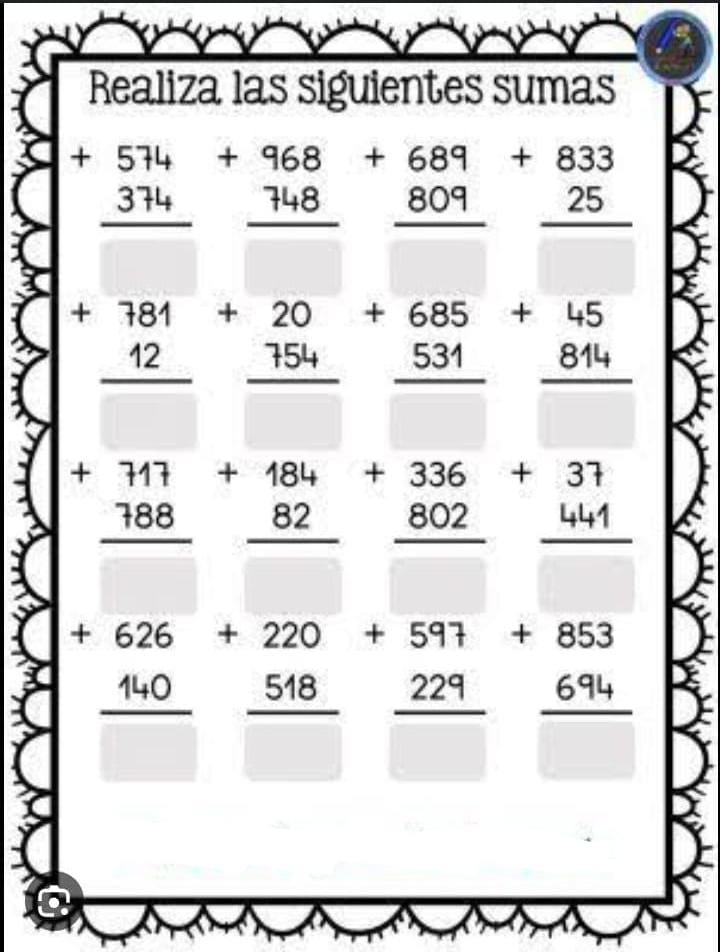 Realiza las siguientes sumas
+ 574 + 968 + 689 + 833
374 748 809 25
+ 781 + 20 + 685 + 45
12 754 531 814
+ 717 + 184 + 336 + 37
788 82 802 441
+ 626 + 220 + 597 + 853
140 518 229 694